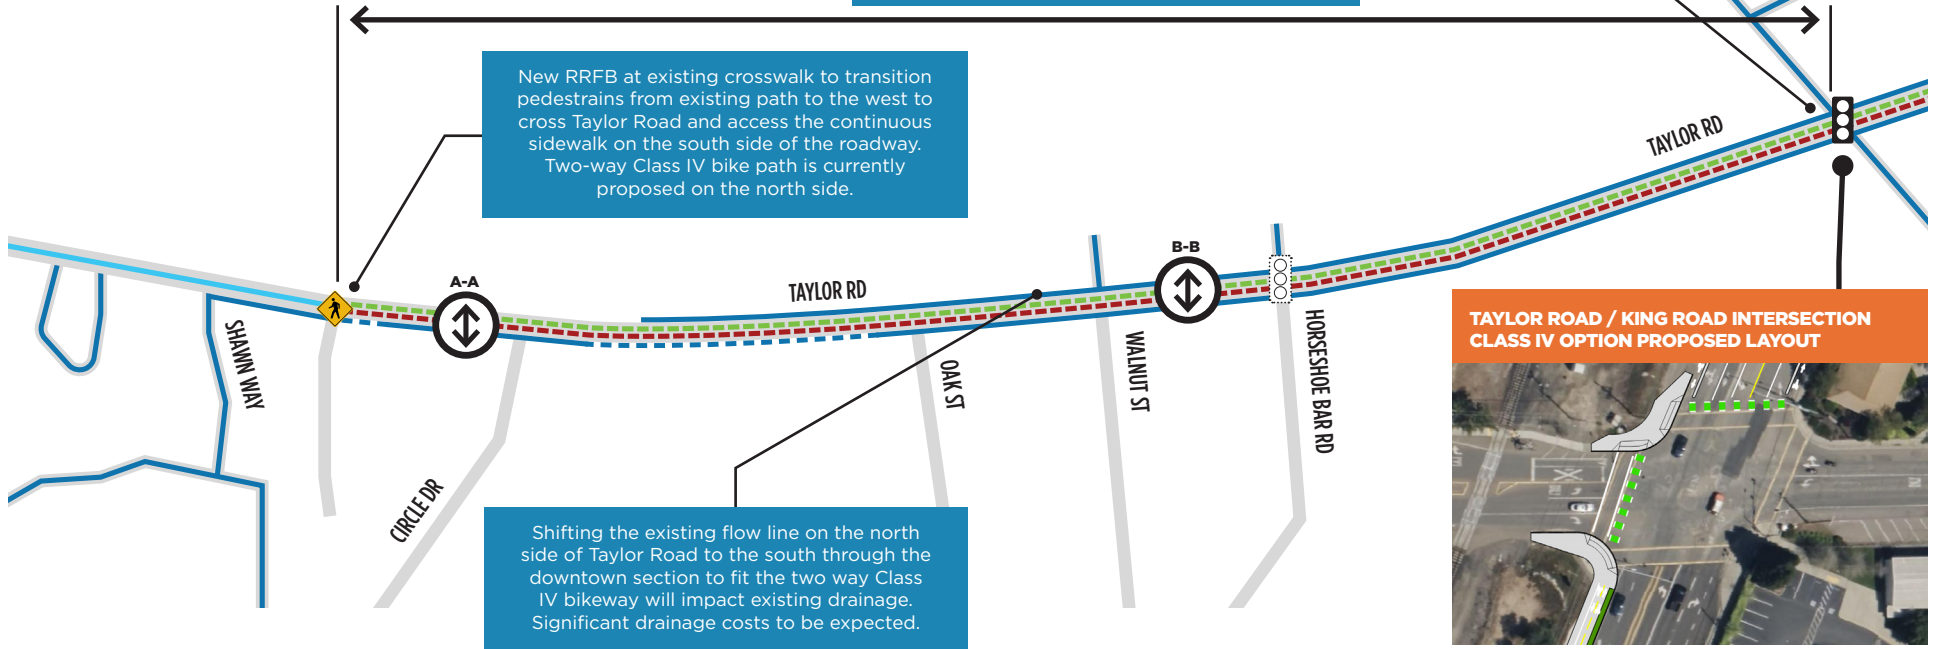 New RRFB at existing crosswalk to transition
pedestrains from existing path to the west to
cross Taylor Road and access the continuous
sidewalk on the south side of the roadway.
Two-way Class IV bike path is currently
proposed on the north side.
TAYLOR RD
B-B
A-A
TAYLOR RD
SHAWN WAY
CIRCLE DR
OAK ST
WALNUT ST
HORSESHOE BAR RD
TAYLOR ROAD / KING ROAD INTERSECTION
CLASS IV OPTION PROPOSED LAYOUT
Shifting the existing flow line on the north
side of Taylor Road to the south through the
downtown section to fit the two way Class
IV bikeway will impact existing drainage.
Significant drainage costs to be expected.